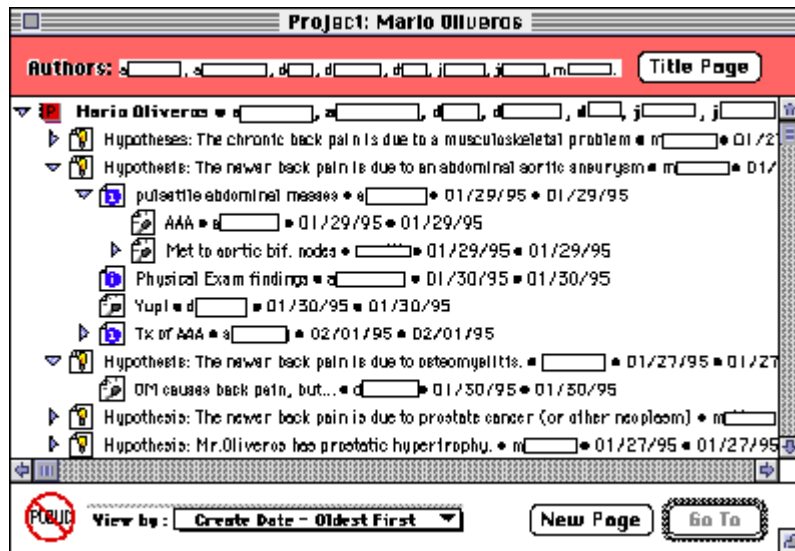 Project: Mario Oliveros
Authors: a, a, d, d, d, j, j, m. Title Page
P Mario Oliveros • a, a, d, d, d, j, j
Hypotheses: The chronic back pain is due to a musculoskeletal problem • m • 01/2
Hypothesis: The newer back pain is due to an abdominal aortic aneurysm • m • 01/
pulsatile abdominal masses • a • 01/29/95 • 01/29/95
AAA • a • 01/29/95 • 01/29/95
Met to aortic bif. nodes • 01/29/95 • 01/29/95
Physical Exam findings • a • 01/30/95 • 01/30/95
Yup! • d • 01/30/95 • 01/30/95
Tx of AAA • a • 02/01/95 • 02/01/95
Hypothesis: The newer back pain is due to osteomyelitis. • • 01/27/95 • 01/27
OM causes back pain, but... • d • 01/30/95 • 01/30/95
Hypothesis: The newer back pain is due to prostate cancer (or other neoplasm) • m
Hypothesis: Mr.Oliveros has prostatic hypertrophy. • m • 01/27/95 • 01/27/95
PUBLIC View by : Create Date - Oldest First New Page Go To